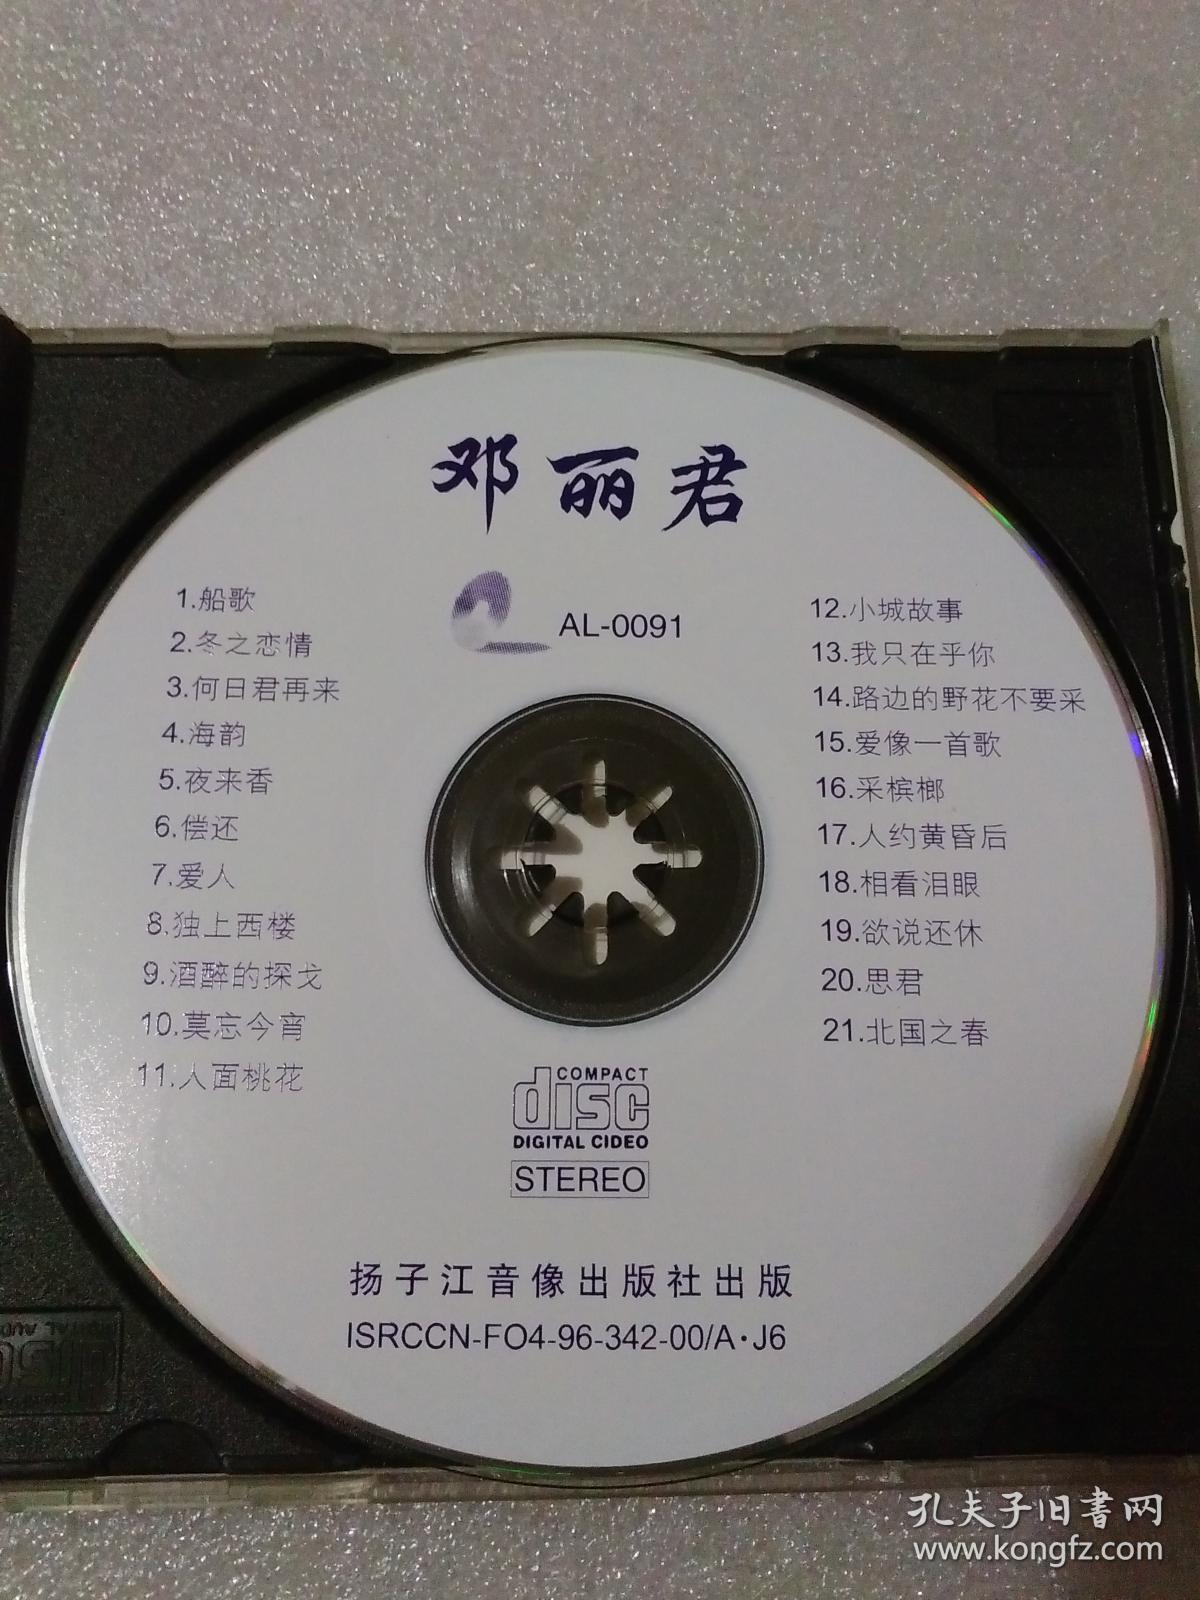 邓丽君
AL-0091
1.船歌
2.冬之恋情
3.何日君再来
4.海韵
5.夜来香
6.偿还
7.爱人
8.独上西楼
9.酒醉的探戈
10.莫忘今宵
11.人面桃花
12.小城故事
13.我只在乎你
14.路边的野花不要采
15.爱像一首歌
16.采槟榔
17.人约黄昏后
18.相看泪眼
19.欲说还休
20.思君
21.北国之春
COMPACT
disc
DIGITAL CIDEO
STEREO
扬子江音像出版社出版
ISRCCN-FO4-96-342-00/A·J6
孔夫子旧书网
www.kongfz.com